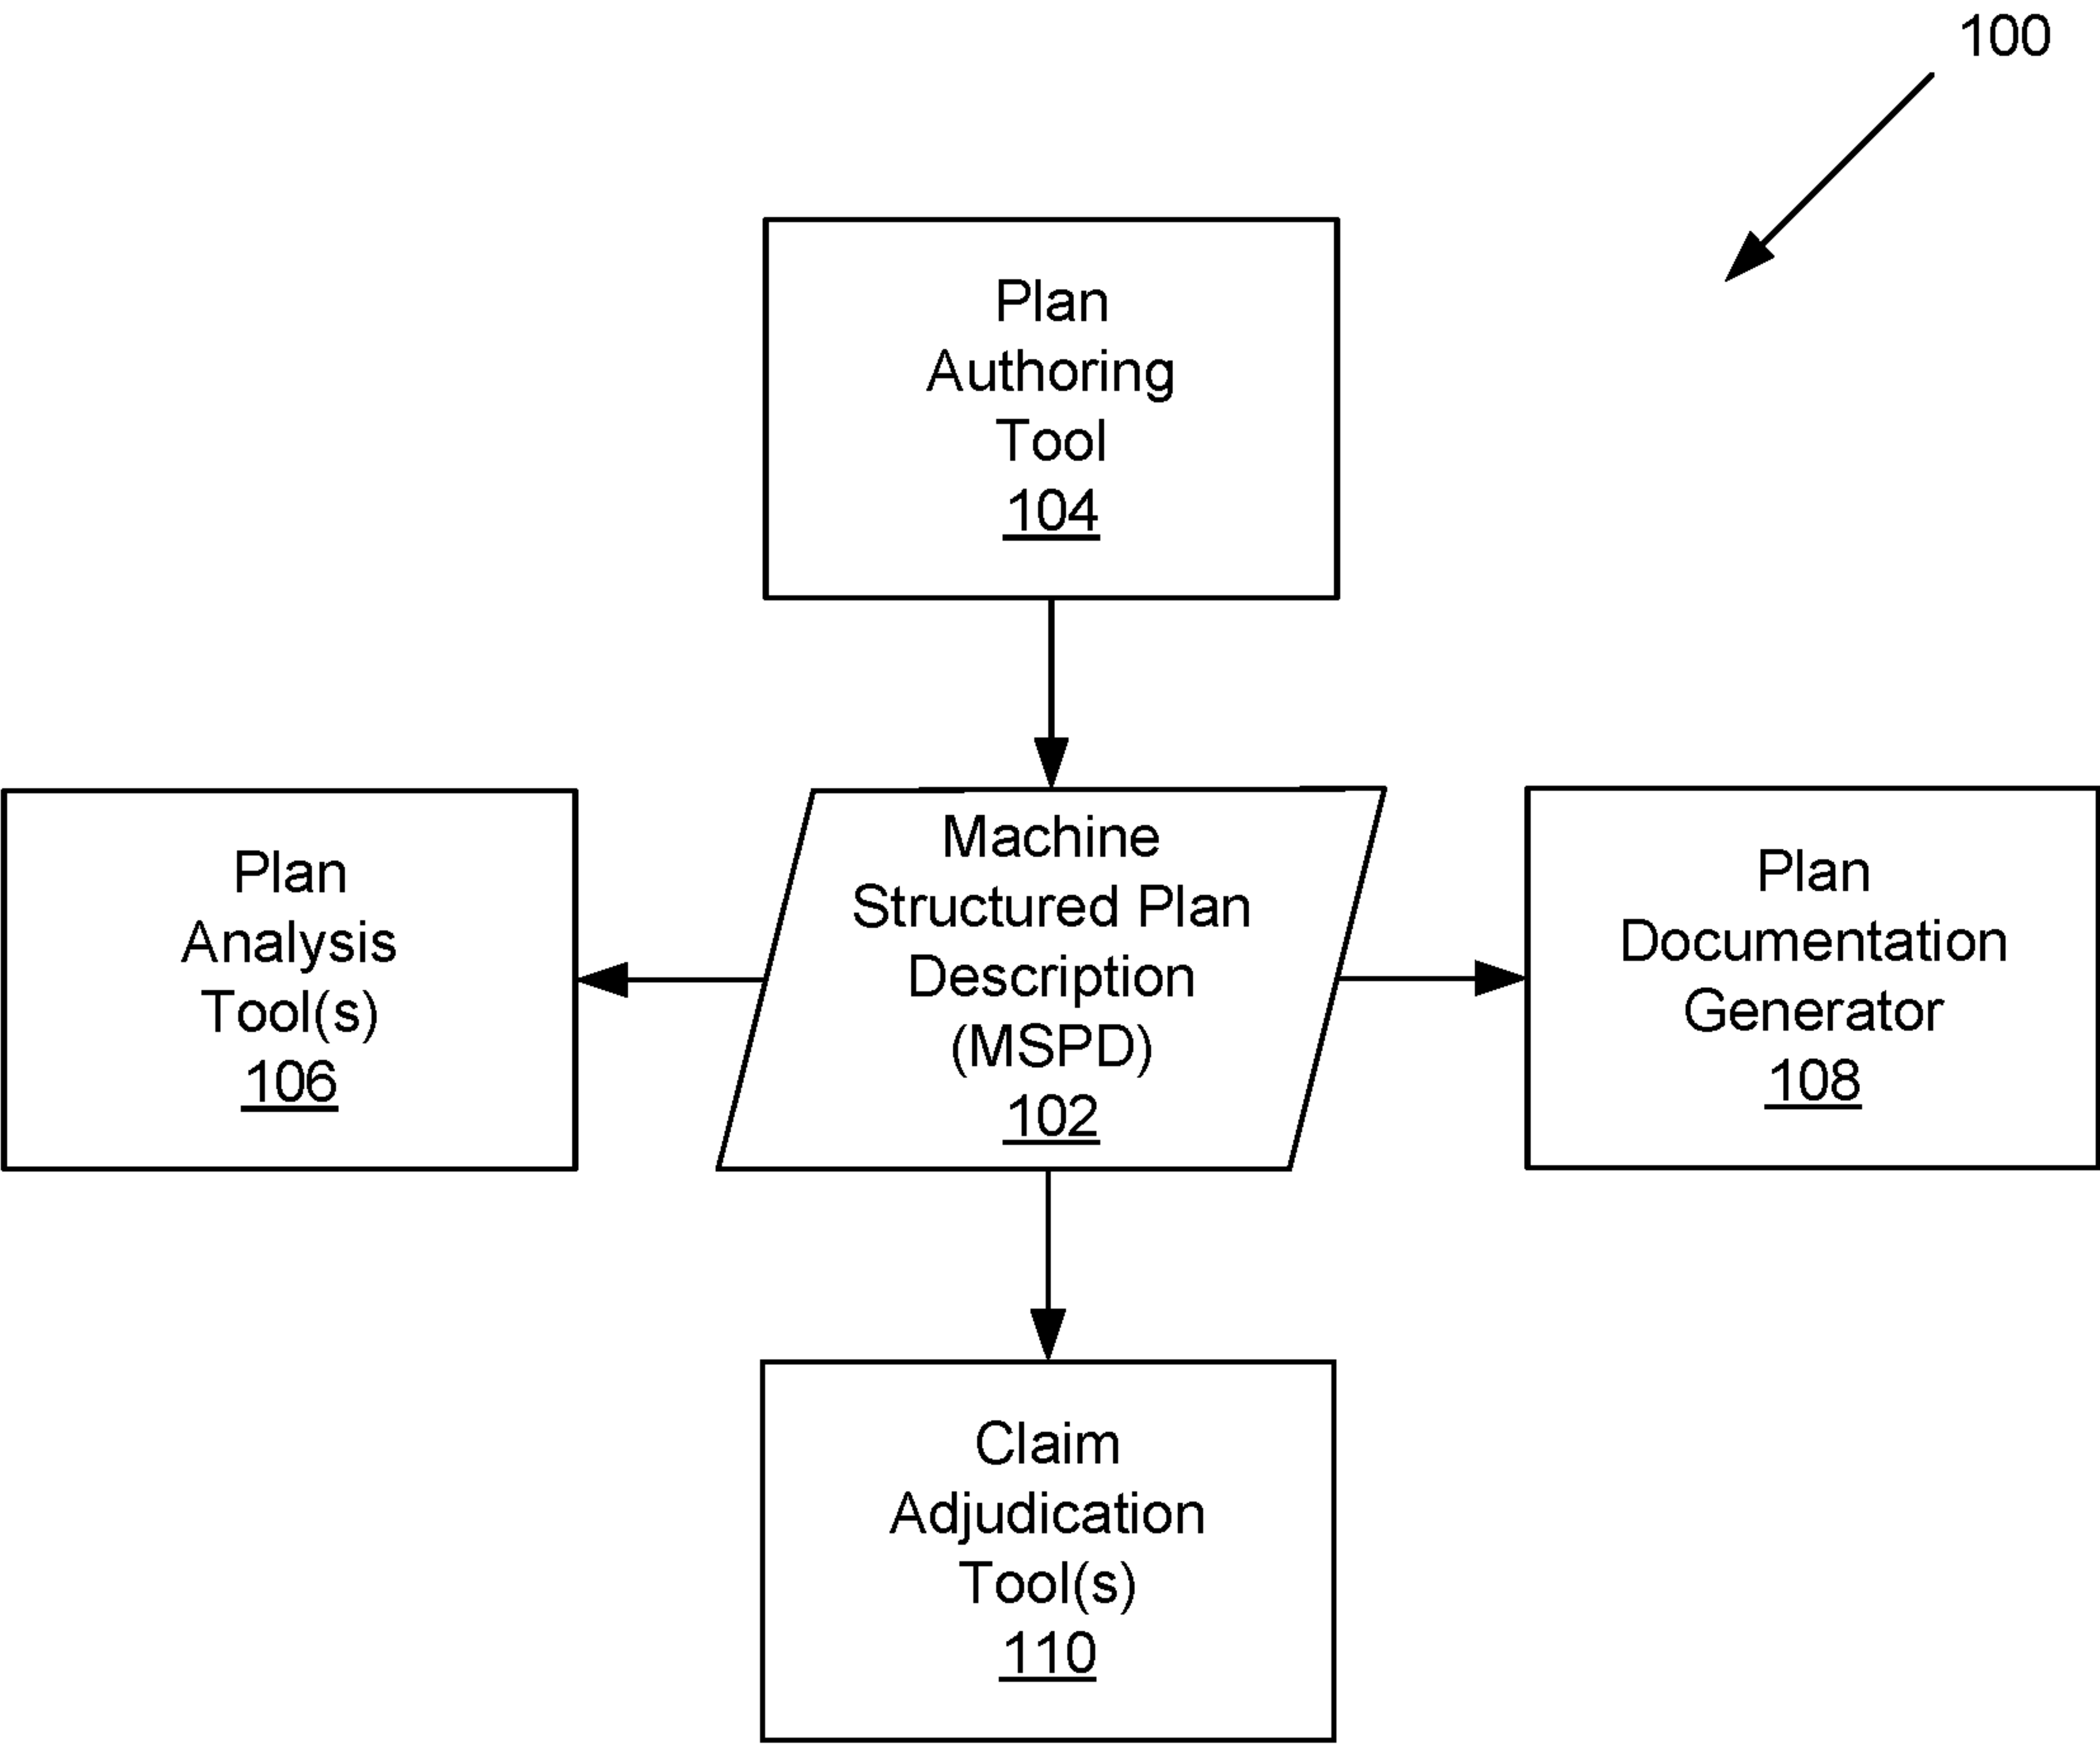 100
Plan
Authoring
Tool
104
Plan
Analysis
Tool(s)
106
Machine
Structured Plan
Description
(MSPD)
102
Plan
Documentation
Generator
108
Claim
Adjudication
Tool(s)
110